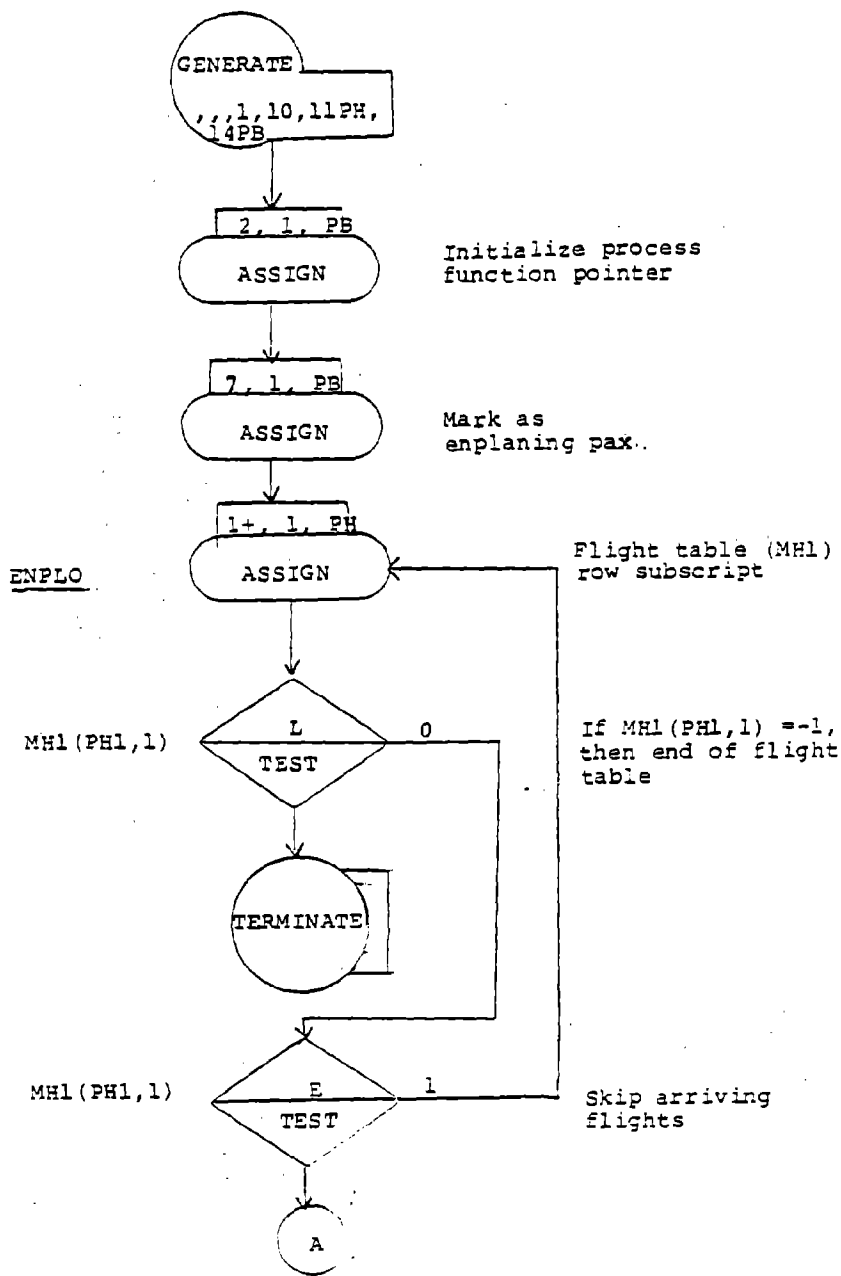 GENERATE
,,,1,10,11PH,
14PB
2, 1, PB
ASSIGN
Initialize process
function pointer
7, 1, PB
ASSIGN
Mark as
enplaning pax.
1+, 1, PH
ASSIGN
ENPLO
Flight table (MH1)
row subscript
MH1(PH1,1)
L
TEST
0
If MH1(PH1,1) =-1,
then end of flight
table
TERMINATE
MH1(PH1,1)
E
TEST
1
Skip arriving
flights
A